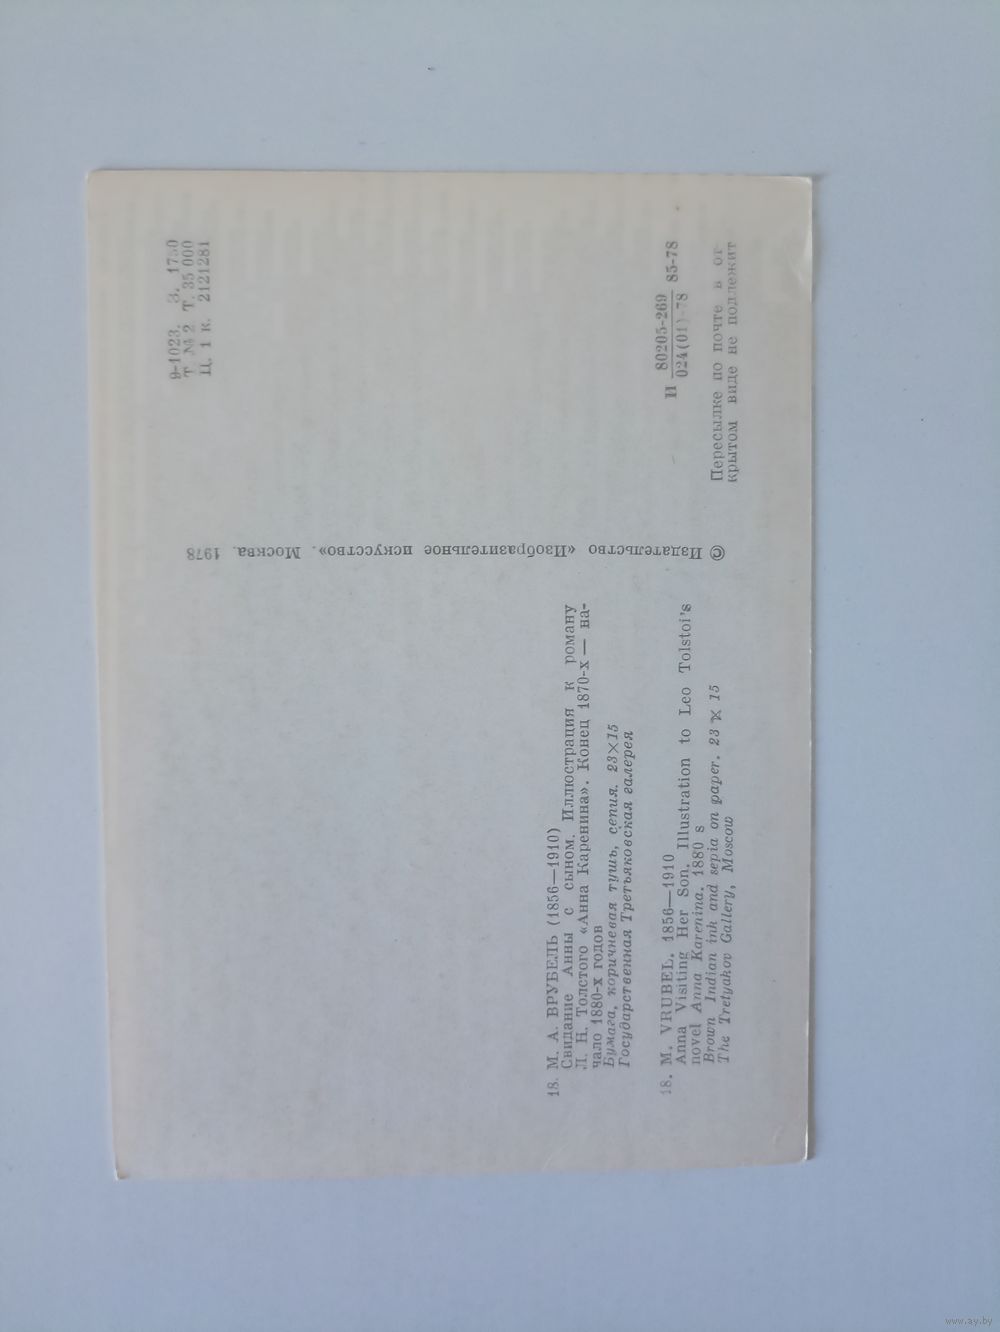 18. М. А. ВРУБЕЛЬ (1856—1910)
Свидание Анны с сыном. Иллюстрация к роману
Л. Н. Толстого «Анна Каренина». Конец 1870-х — на-
чало 1880-х годов
Бумага, коричневая тушь, сепия. 23×15
Государственная Третьяковская галерея
18. M. VRUBEL. 1856—1910
Anna Visiting Her Son. Illustration to Leo Tolstoi's
novel Anna Karenina. 1880 s
Brown Indian ink and sepia on paper. 23 × 15
The Tretyakov Gallery, Moscow
© Издательство «Изобразительное искусство». Москва. 1978
9-1023. З. 1750
Т. № 2 Т. 35 000
Ц. 1 к. 2121281
И 80205-269 85-78
024(01)-78
Пересылке по почте в от-
крытом виде не подлежит
www.ay.by